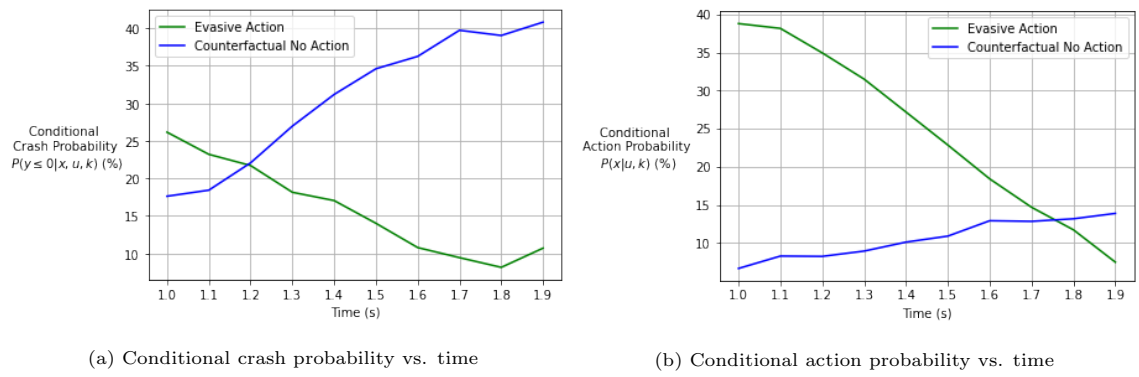 40
35
30
25
20
15
10
Conditional
Crash Probability
P(y ≤ 0|x, u, k) (%)
Evasive Action
Counterfactual No Action
1.0 1.1 1.2 1.3 1.4 1.5 1.6 1.7 1.8 1.9
Time (s)
(a) Conditional crash probability vs. time
40
35
30
25
20
15
10
Conditional
Action Probability
P(x|u, k) (%)
Evasive Action
Counterfactual No Action
1.0 1.1 1.2 1.3 1.4 1.5 1.6 1.7 1.8 1.9
Time (s)
(b) Conditional action probability vs. time